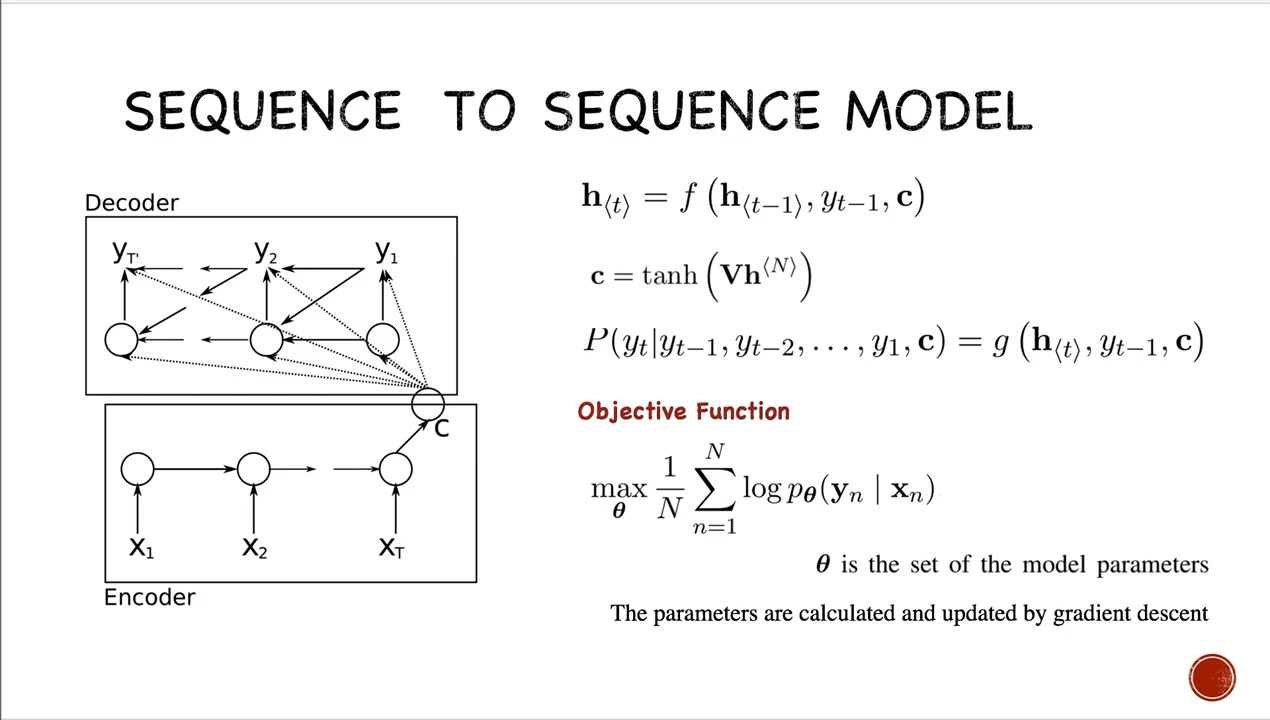 SEQUENCE TO SEQUENCE MODEL
Decoder
y_{T'} y_2 y_1
c
x_1 x_2 x_T
Encoder
h_{⟨t⟩} = f (h_{⟨t−1⟩}, y_{t−1}, c)
c = tanh (Vh^{⟨N⟩})
P(y_t|y_{t−1}, y_{t−2}, . . . , y_1, c) = g (h_{⟨t⟩}, y_{t−1}, c)
Objective Function
max_θ 1/N ∑_{n=1}^{N} log p_θ(y_n | x_n)
θ is the set of the model parameters
The parameters are calculated and updated by gradient descent